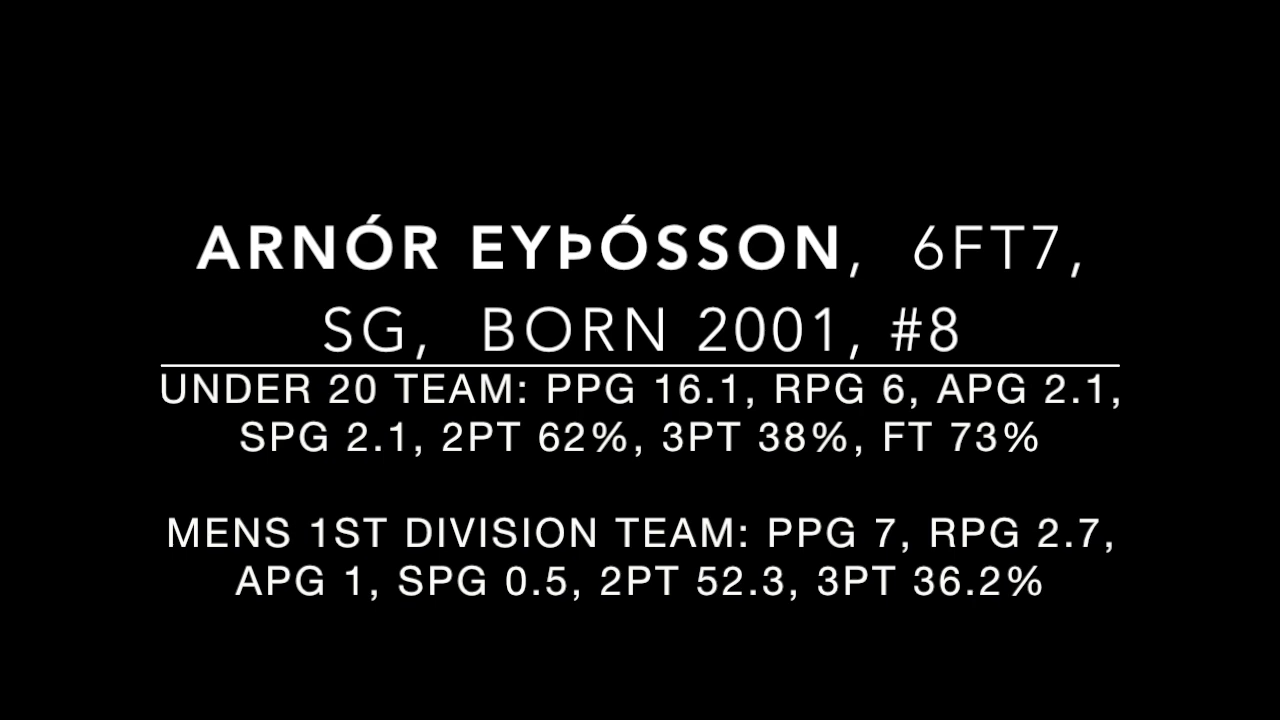 ARNÓR EYÞÓSSON, 6FT7,
SG, BORN 2001, #8
UNDER 20 TEAM: PPG 16.1, RPG 6, APG 2.1,
SPG 2.1, 2PT 62%, 3PT 38%, FT 73%
MENS 1ST DIVISION TEAM: PPG 7, RPG 2.7,
APG 1, SPG 0.5, 2PT 52.3, 3PT 36.2%